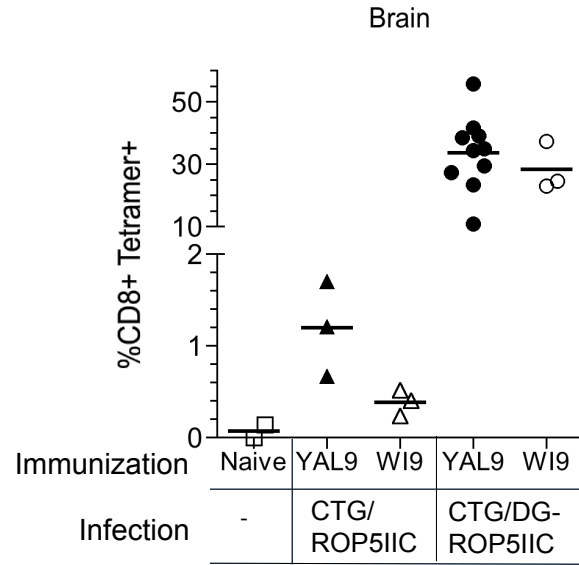 Brain
%CD8+ Tetramer+
50
30
10
2
1
0
Immunization Naive YAL9 WI9 YAL9 WI9
Infection - CTG/ CTG/DG-
ROP5IIC ROP5IIC